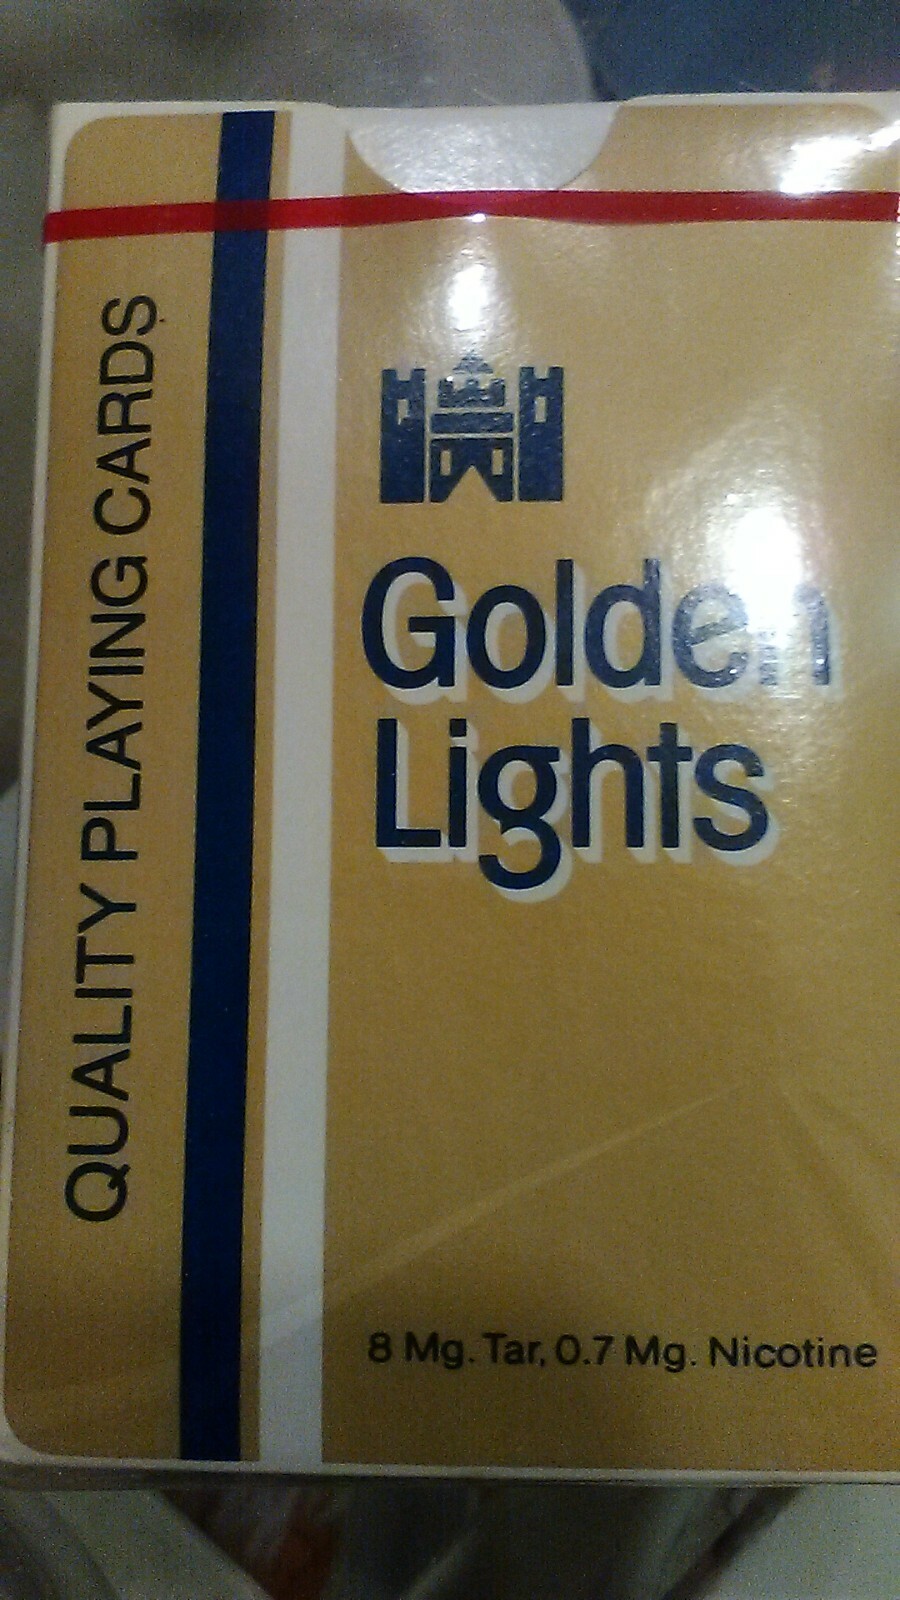 QUALITY PLAYING CARDS
Golden
Lights
8 Mg. Tar, 0.7 Mg. Nicotine